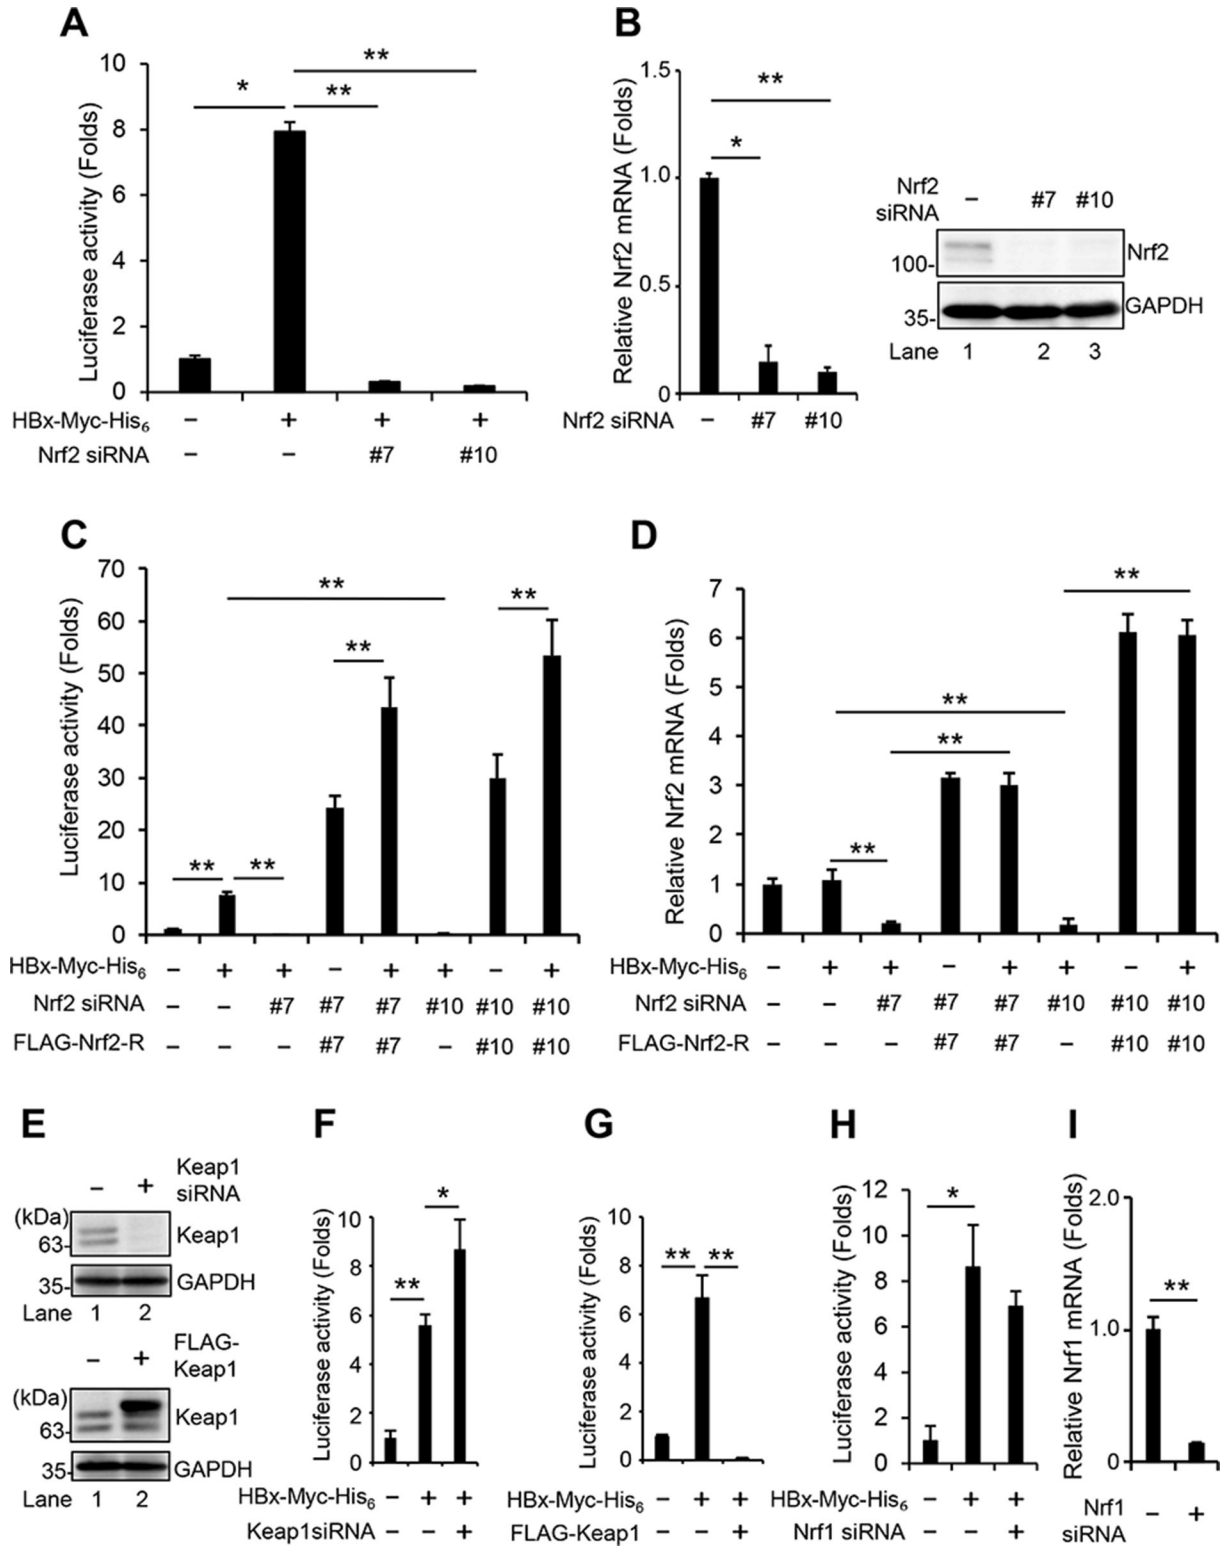 A
Luciferase activity (Folds)
10
8
6
4
2
0
*
**
**
HBx-Myc-His₆ − + + +
Nrf2 siRNA − − #7 #10
B
Relative Nrf2 mRNA (Folds)
1.5
1.0
0.5
0
*
**
Nrf2 siRNA − #7 #10
Nrf2
siRNA − #7 #10
100- Nrf2
35- GAPDH
Lane 1 2 3
C
Luciferase activity (Folds)
70
60
50
40
30
20
10
0
**
**
**
**
**
HBx-Myc-His₆ − + + − + + − +
Nrf2 siRNA − − #7 #7 #7 #10 #10 #10
FLAG-Nrf2-R − − − #7 #7 − #10 #10
D
Relative Nrf2 mRNA (Folds)
7
6
5
4
3
2
1
0
**
**
**
**
HBx-Myc-His₆ − + + − + + − +
Nrf2 siRNA − − #7 #7 #7 #10 #10 #10
FLAG-Nrf2-R − − − #7 #7 − #10 #10
E
− + Keap1
siRNA
(kDa)
63- Keap1
35- GAPDH
Lane 1 2
− + FLAG-
Keap1
(kDa)
63- Keap1
35- GAPDH
Lane 1 2
F
Luciferase activity (Folds)
10
8
6
4
2
0
**
*
HBx-Myc-His₆ − + +
Keap1siRNA − − +
G
Luciferase activity (Folds)
10
8
6
4
2
0
** **
HBx-Myc-His₆ − + +
FLAG-Keap1 − − +
H
Luciferase activity (Folds)
12
10
8
6
4
2
0
*
HBx-Myc-His₆ − + +
Nrf1 siRNA − − +
I
Relative Nrf1 mRNA (Folds)
2.0
1.0
0
**
Nrf1
siRNA − +